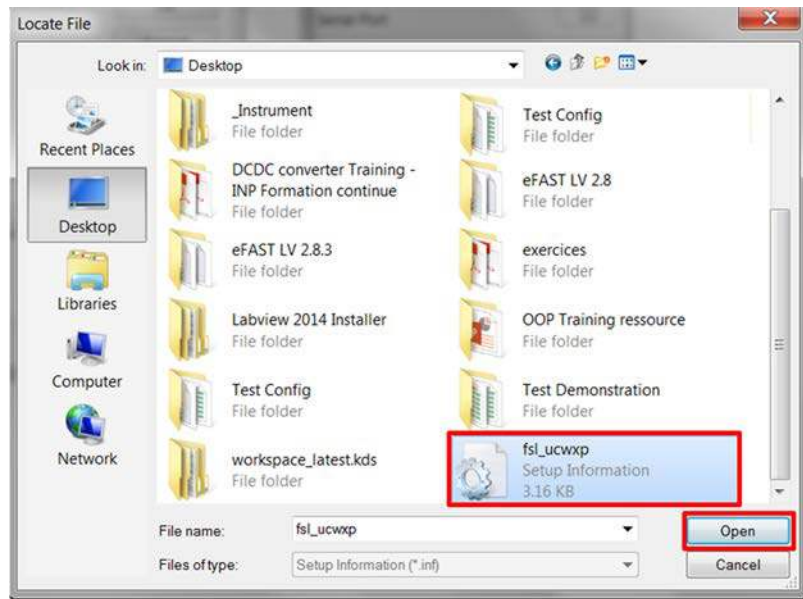 Serial Port
Locate File
X
Look in:
Desktop
Recent Places
Desktop
Libraries
Computer
Network
_Instrument
File folder
Test Config
File folder
DCDC converter Training -
INP Formation continue
File folder
eFAST LV 2.8
File folder
eFAST LV 2.8.3
File folder
exercices
File folder
Labview 2014 Installer
File folder
OOP Training ressource
File folder
Test Config
File folder
Test Demonstration
File folder
workspace_latest.kds
File folder
fsl_ucwxp
Setup Information
3.16 KB
File name:
fsl_ucwxp
Open
Files of type:
Setup Information (*.inf)
Cancel